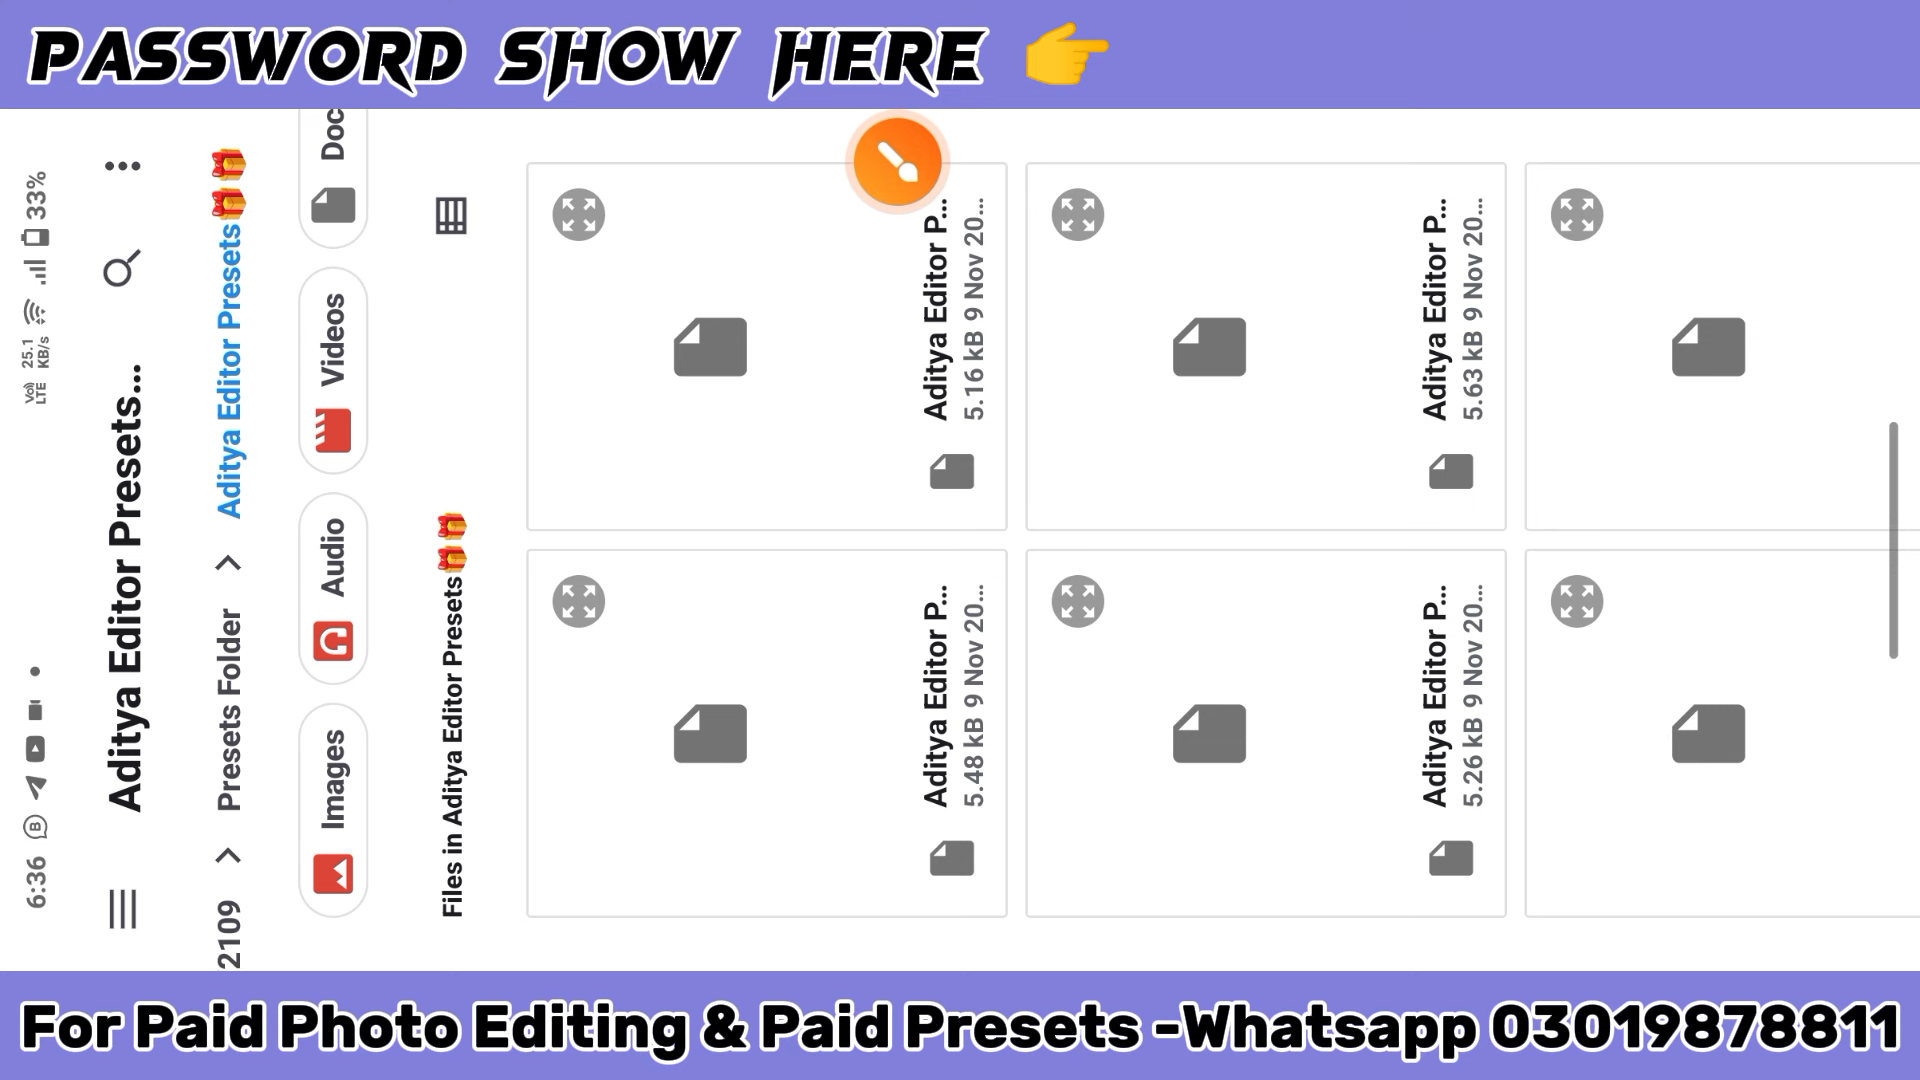 PASSWORD SHOW HERE 👉
6:36 VoLTE 25.1 KB/s 33%
Aditya Editor Presets...
2109 > Presets Folder > Aditya Editor Presets🎁🎁
Images Audio Videos Doc
Files in Aditya Editor Presets🎁🎁
Aditya Editor P...
5.48 kB 9 Nov 20...
Aditya Editor P...
5.16 kB 9 Nov 20...
Aditya Editor P...
5.26 kB 9 Nov 20...
Aditya Editor P...
5.63 kB 9 Nov 20...
For Paid Photo Editing & Paid Presets -Whatsapp 03019878811